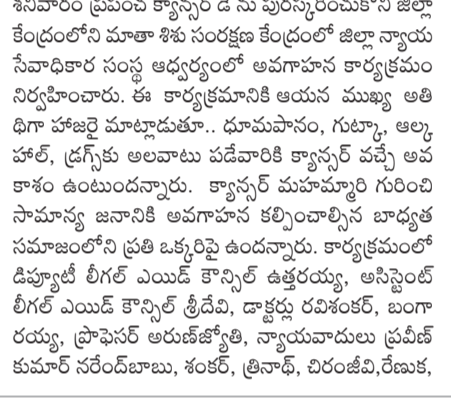 శనివారం ప్రపంచ క్యాన్సర్ డే ను పురస్కరించుకొని జిల్లా
కేంద్రంలోని మాతా శిశు సంరక్షణ కేంద్రంలో జిల్లా న్యాయ
సేవాధికార సంస్థ ఆధ్వర్యంలో అవగాహన కార్యక్రమం
నిర్వహించారు. ఈ కార్యక్రమానికి ఆయన ముఖ్య అతి
థిగా హాజరై మాట్లాడుతూ.. ధూమపానం, గుట్కా, ఆల్క
హాల్, డ్రగ్స్‌కు అలవాటు పడేవారికి క్యాన్సర్ వచ్చే అవ
కాశం ఉంటుందన్నారు. క్యాన్సర్ మహమ్మారి గురించి
సామాన్య జనానికి అవగాహన కల్పించాల్సిన బాధ్యత
సమాజంలోని ప్రతి ఒక్కరిపై ఉందన్నారు. కార్యక్రమంలో
డిప్యూటీ లీగల్ ఎయిడ్ కౌన్సిల్ ఉత్తరయ్య, అసిస్టెంట్
లీగల్ ఎయిడ్ కౌన్సిల్ శ్రీదేవి, డాక్టర్లు రవిశంకర్, బంగా
రయ్య, ప్రొఫెసర్ అరుణ్‌జ్యోతి, న్యాయవాదులు ప్రవీణ్
కుమార్ నరేంద్‌బాబు, శంకర్, త్రినాథ్, చిరంజీవి,రేణుక,